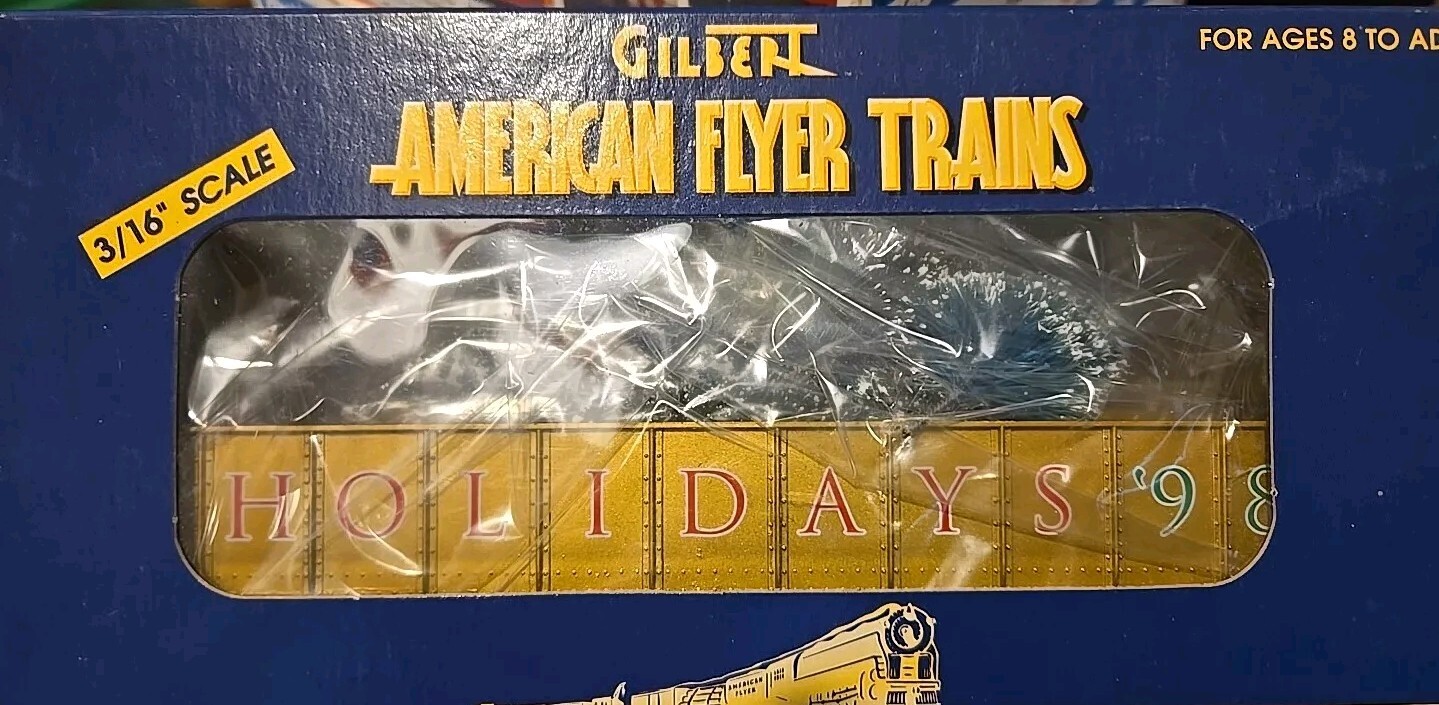 GILBERT
FOR AGES 8 TO AD
AMERICAN FLYER TRAINS
3/16" SCALE
HOLIDAYS '98
AMERICAN
FLYER